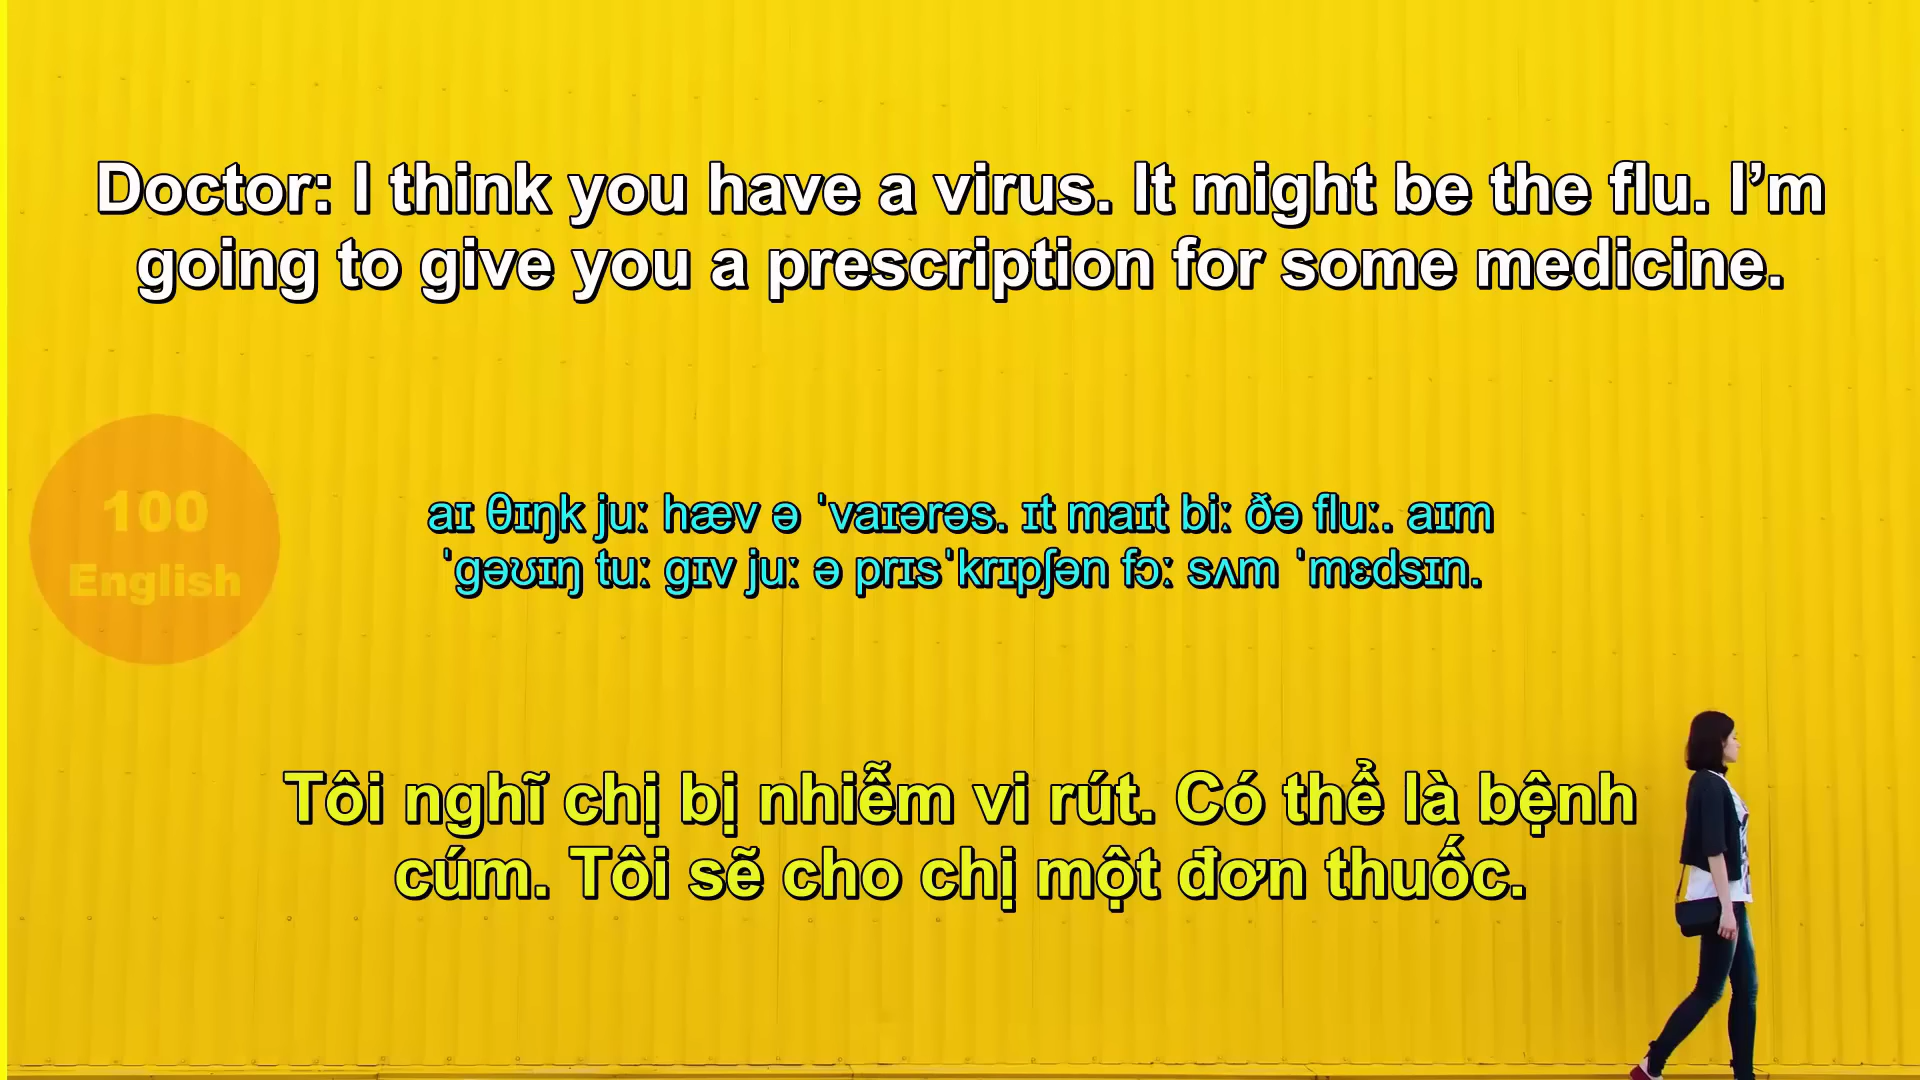 Doctor: I think you have a virus. It might be the flu. I’m
going to give you a prescription for some medicine.
100
English
aɪ θɪŋk juː hæv ə ˈvaɪərəs. ɪt maɪt biː ðə fluː. aɪm
ˈgəʊɪŋ tuː gɪv juː ə prɪsˈkrɪpʃən fɔː sʌm ˈmɛdsɪn.
Tôi nghĩ chị bị nhiễm vi rút. Có thể là bệnh
cúm. Tôi sẽ cho chị một đơn thuốc.